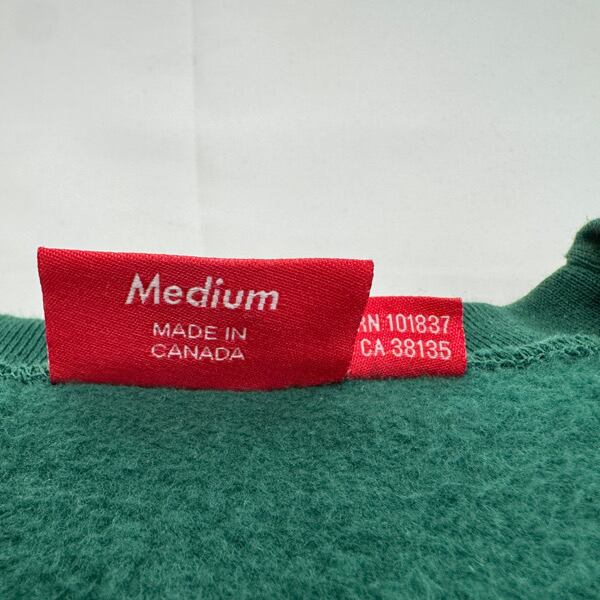 Medium
MADE IN
CANADA
RN 101837
CA 38135